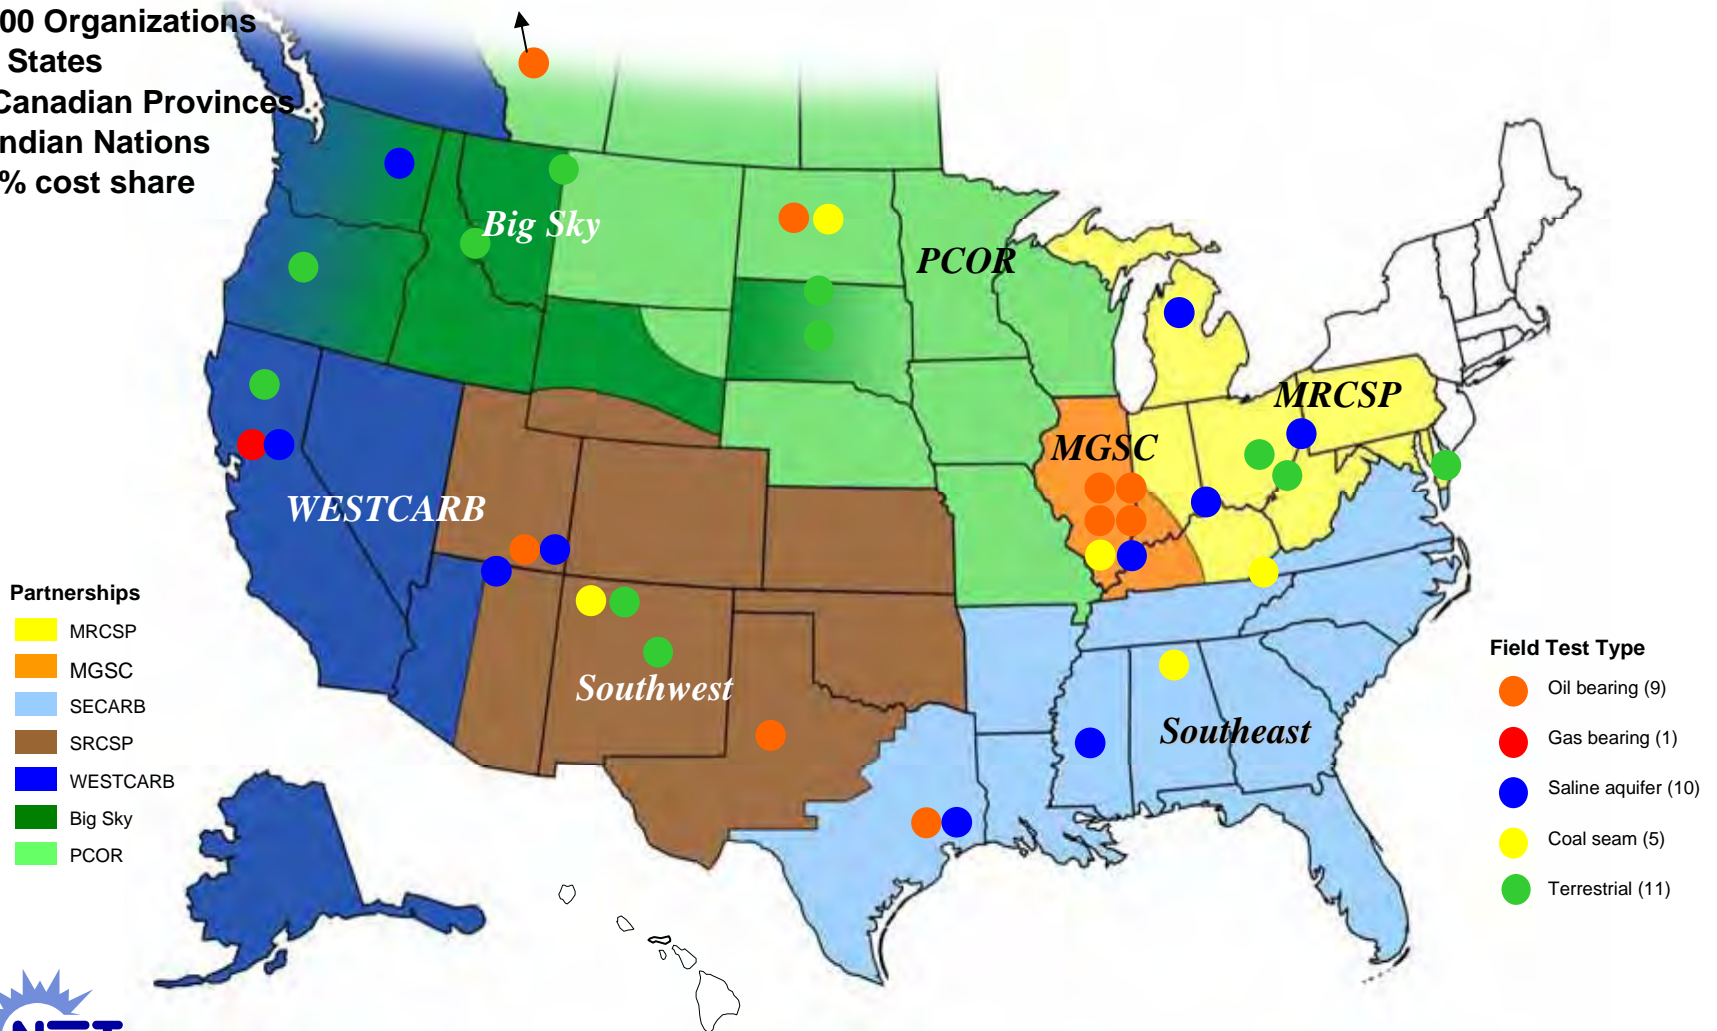 00 Organizations
States
Canadian Provinces
ndian Nations
% cost share
Big Sky
PCOR
MRCSP
MGSC
WESTCARB
Southwest
Southeast
Partnerships
MRCSP
MGSC
SECARB
SRCSP
WESTCARB
Big Sky
PCOR
Field Test Type
Oil bearing (9)
Gas bearing (1)
Saline aquifer (10)
Coal seam (5)
Terrestrial (11)